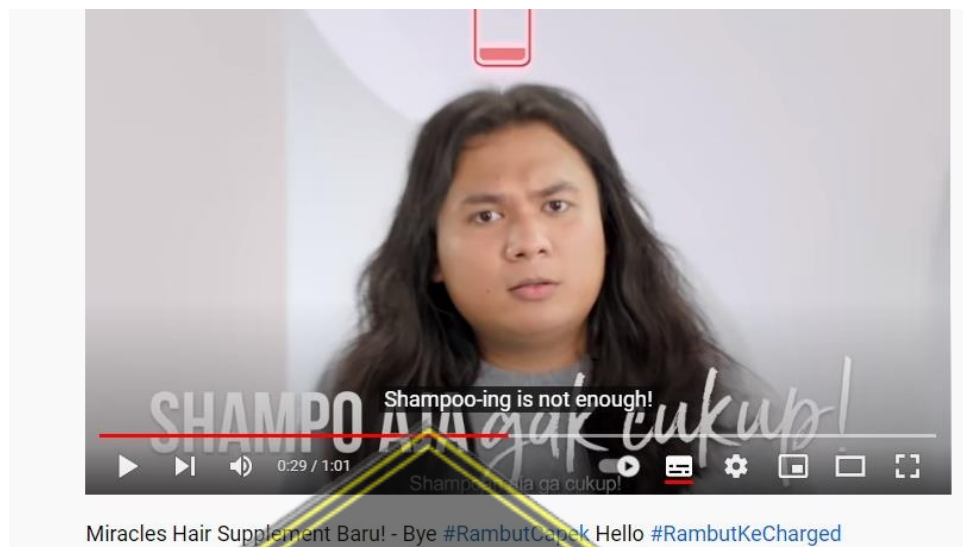 SHAMPO AJA gak cukup!
Shampoo-ing is not enough!
0:29 / 1:01
Shampoan aja ga cukup!
Miracles Hair Supplement Baru! - Bye #RambutCapek Hello #RambutKeCharged